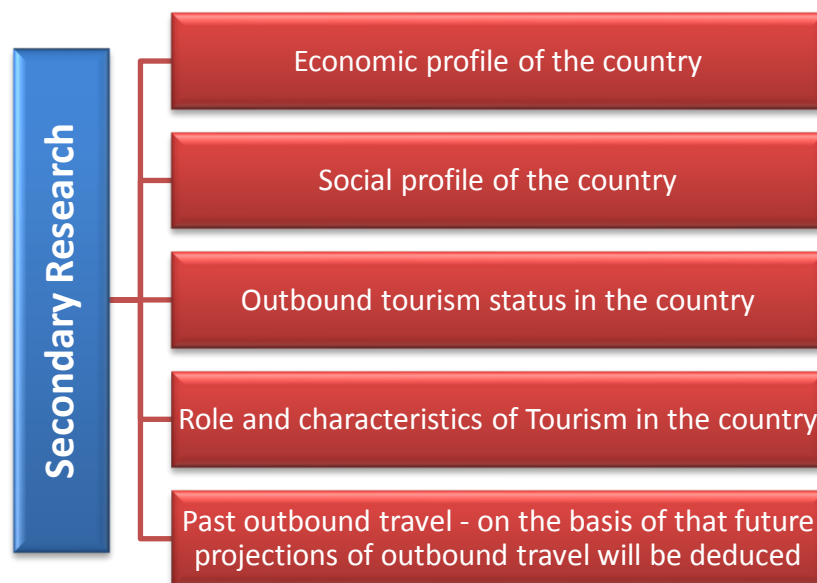 Secondary Research
Economic profile of the country
Social profile of the country
Outbound tourism status in the country
Role and characteristics of Tourism in the country
Past outbound travel - on the basis of that future
projections of outbound travel will be deduced